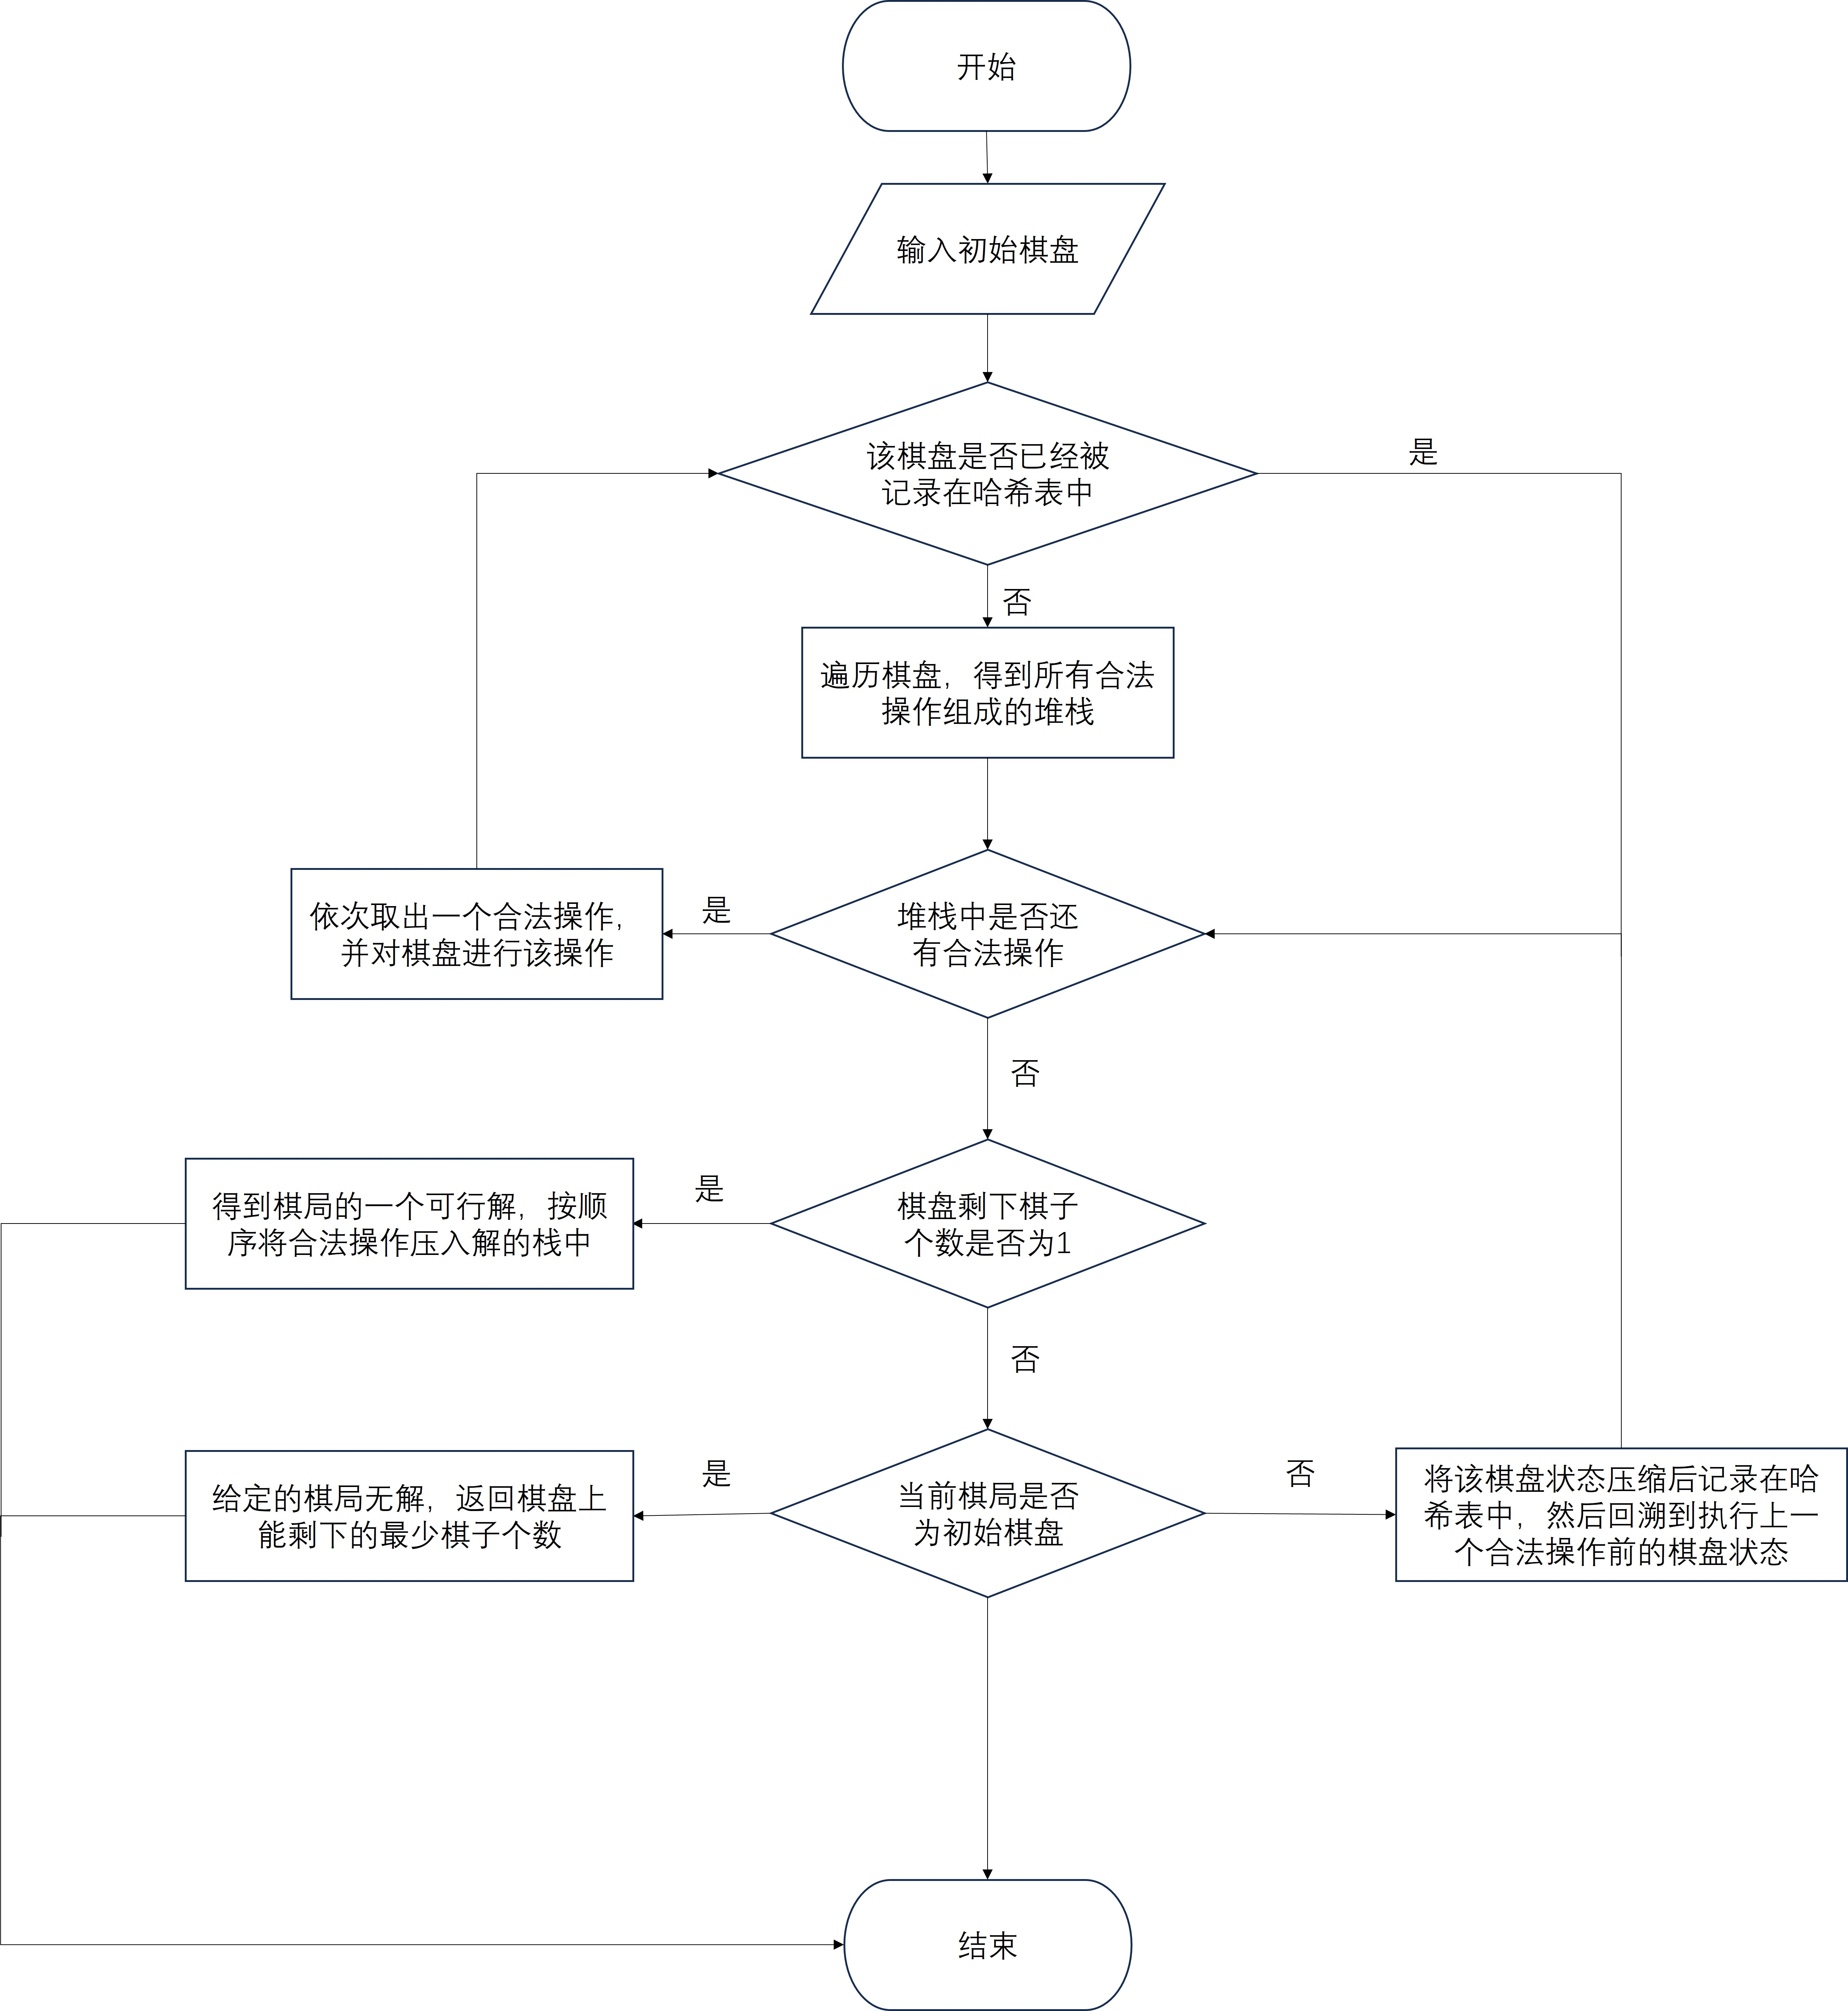 开始
输入初始棋盘
该棋盘是否已经被
记录在哈希表中
是
否
遍历棋盘，得到所有合法
操作组成的堆栈
依次取出一个合法操作，
并对棋盘进行该操作
是
堆栈中是否还
有合法操作
否
得到棋局的一个可行解，按顺
序将合法操作压入解的栈中
是
棋盘剩下棋子
个数是否为1
否
给定的棋局无解，返回棋盘上
能剩下的最少棋子个数
是
当前棋局是否
为初始棋盘
否
将该棋盘状态压缩后记录在哈
希表中，然后回溯到执行上一
个合法操作前的棋盘状态
结束